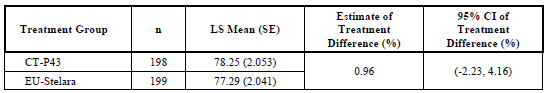 Treatment Group n LS Mean (SE) Estimate of Treatment Difference (%) 95% CI of Treatment Difference (%)
CT-P43 198 78.25 (2.053) 0.96 (-2.23, 4.16)
EU-Stelara 199 77.29 (2.041)